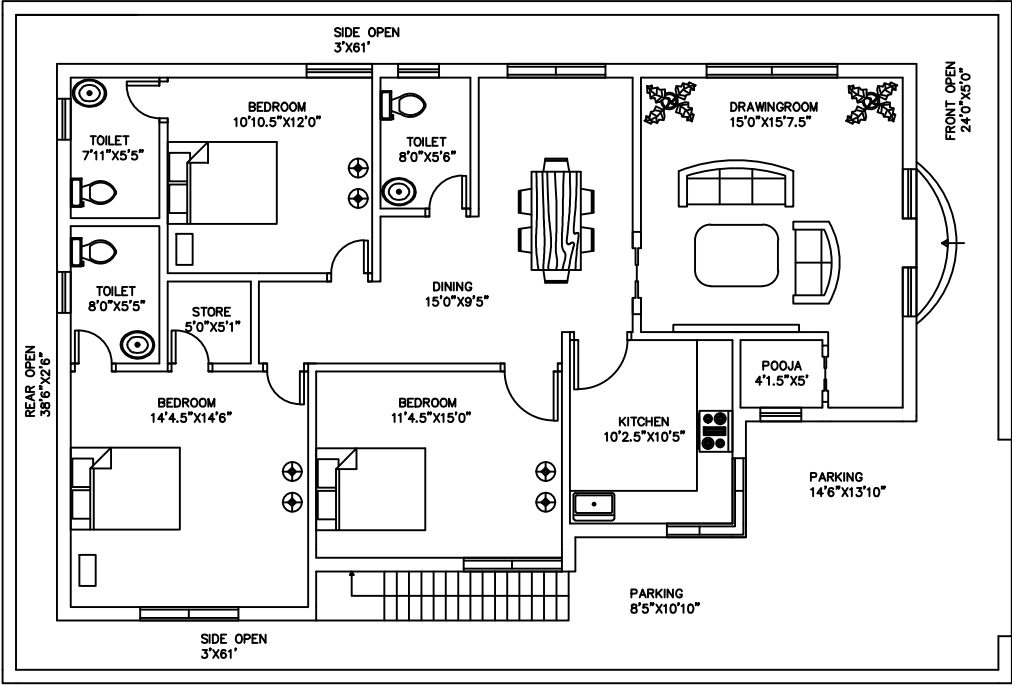 SIDE OPEN
3'X61'
FRONT OPEN
24'0"X5'0"
BEDROOM
10'10.5"X12'0"
DRAWINGROOM
15'0"X15'7.5"
TOILET
7'11"X5'5"
TOILET
8'0"X5'6"
TOILET
8'0"X5'5"
DINING
15'0"X9'5"
STORE
5'0"X5'1"
REAR OPEN
38'6"X2'6"
POOJA
4'1.5"X5'
BEDROOM
14'4.5"X14'6"
BEDROOM
11'4.5"X15'0"
KITCHEN
10'2.5"X10'5"
PARKING
14'6"X13'10"
PARKING
8'5"X10'10"
SIDE OPEN
3'X61'